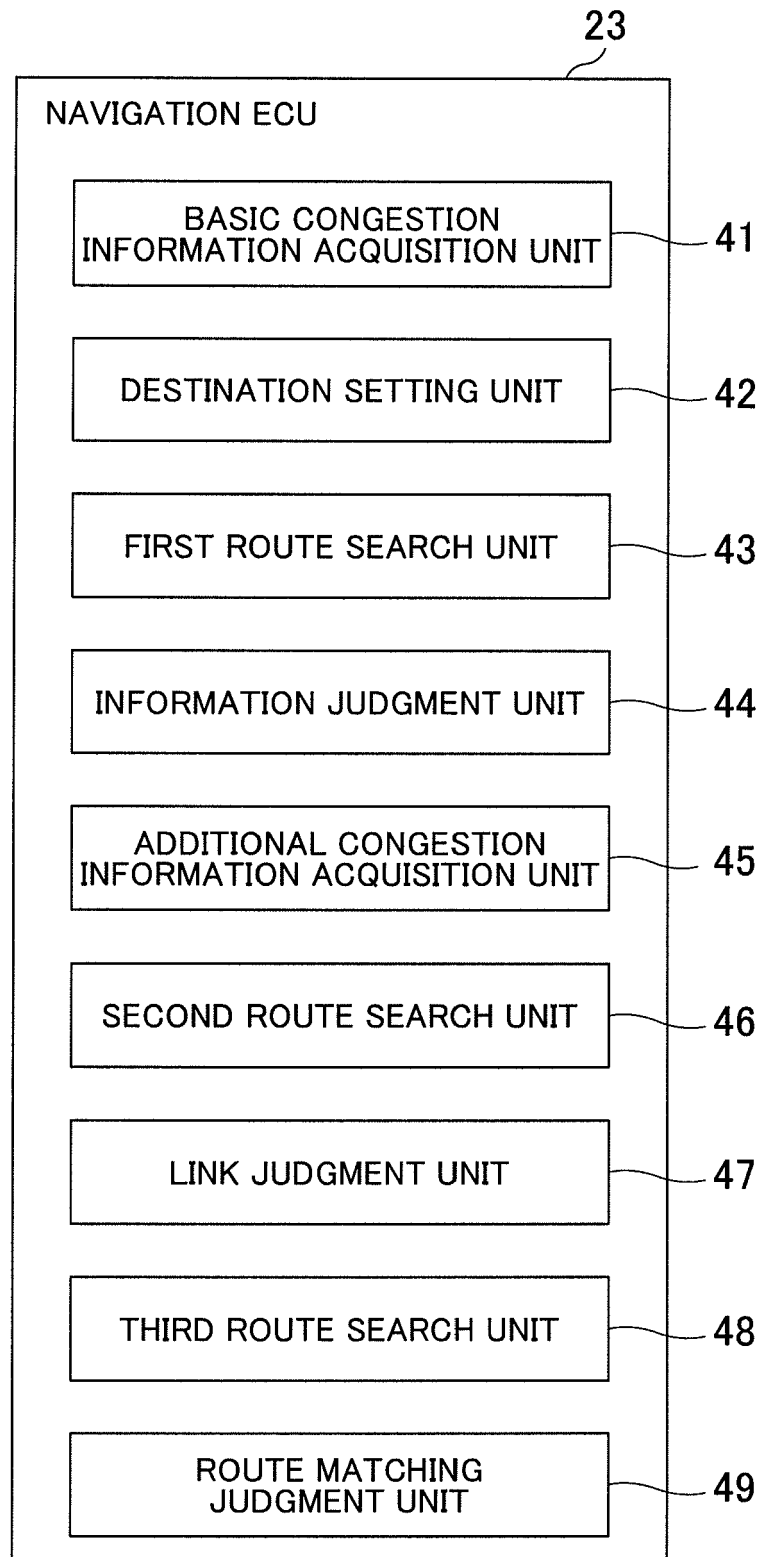 23
NAVIGATION ECU
BASIC CONGESTION
INFORMATION ACQUISITION UNIT
41
DESTINATION SETTING UNIT
42
FIRST ROUTE SEARCH UNIT
43
INFORMATION JUDGMENT UNIT
44
ADDITIONAL CONGESTION
INFORMATION ACQUISITION UNIT
45
SECOND ROUTE SEARCH UNIT
46
LINK JUDGMENT UNIT
47
THIRD ROUTE SEARCH UNIT
48
ROUTE MATCHING
JUDGMENT UNIT
49